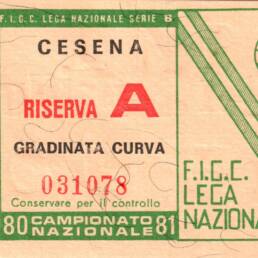 F.I.G.C. LEGA NAZIONALE SERIE B
CESENA
RISERVA A
GRADINATA CURVA
031078
Conservare per il controllo
80 CAMPIONATO NAZIONALE 81
F.I.G.C.
LEGA
NAZIONA